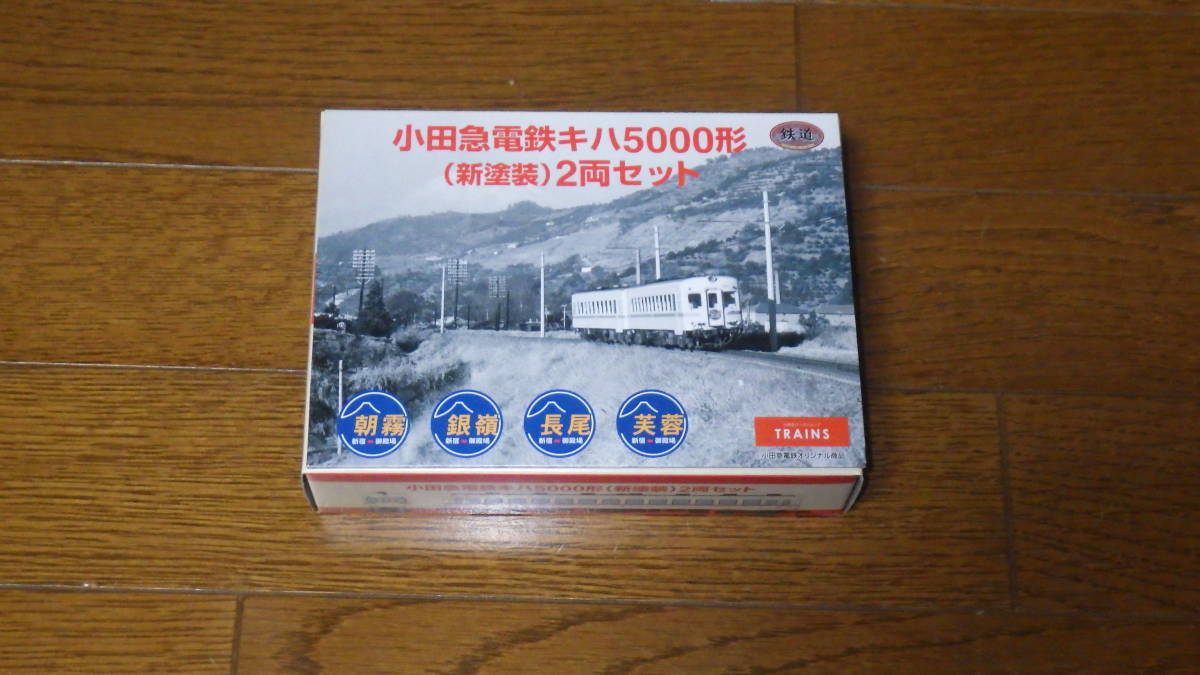 小田急電鉄キハ5000形
(新塗装)2両セット
鉄道
朝霧
新宿 御殿場
銀嶺
新宿 御殿場
長尾
新宿 御殿場
芙蓉
新宿 御殿場
TRAINS
小田急電鉄オリジナル商品
小田急電鉄キハ5000形(新塗装)2両セット